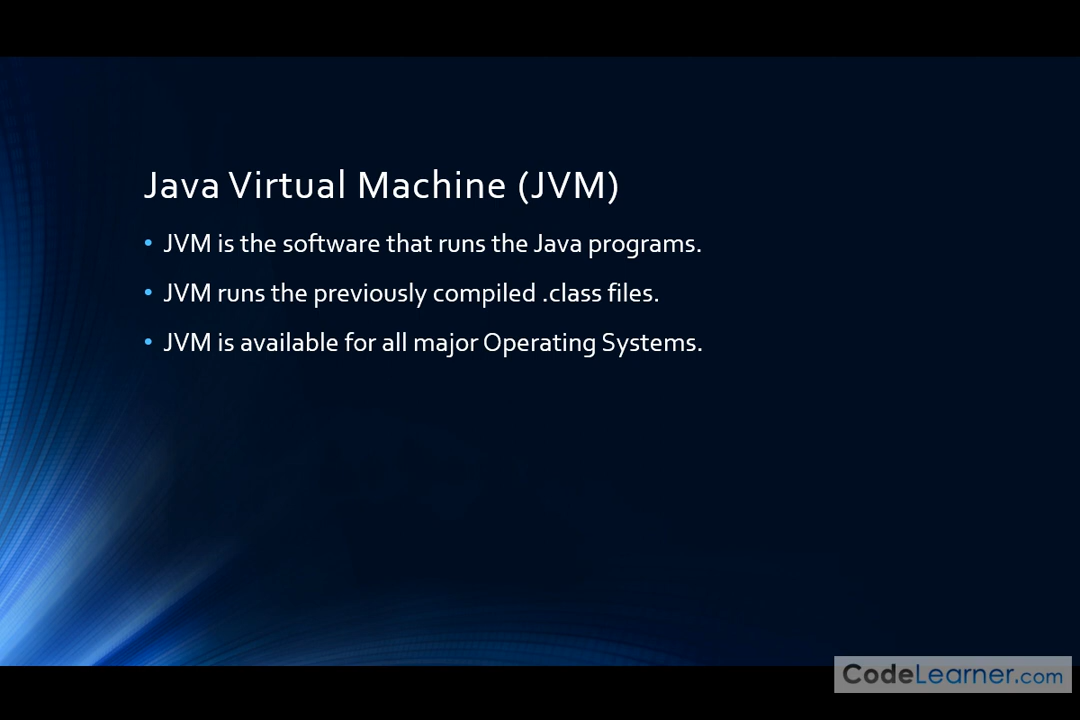 Java Virtual Machine (JVM)
• JVM is the software that runs the Java programs.
• JVM runs the previously compiled .class files.
• JVM is available for all major Operating Systems.
CodeLearner.com